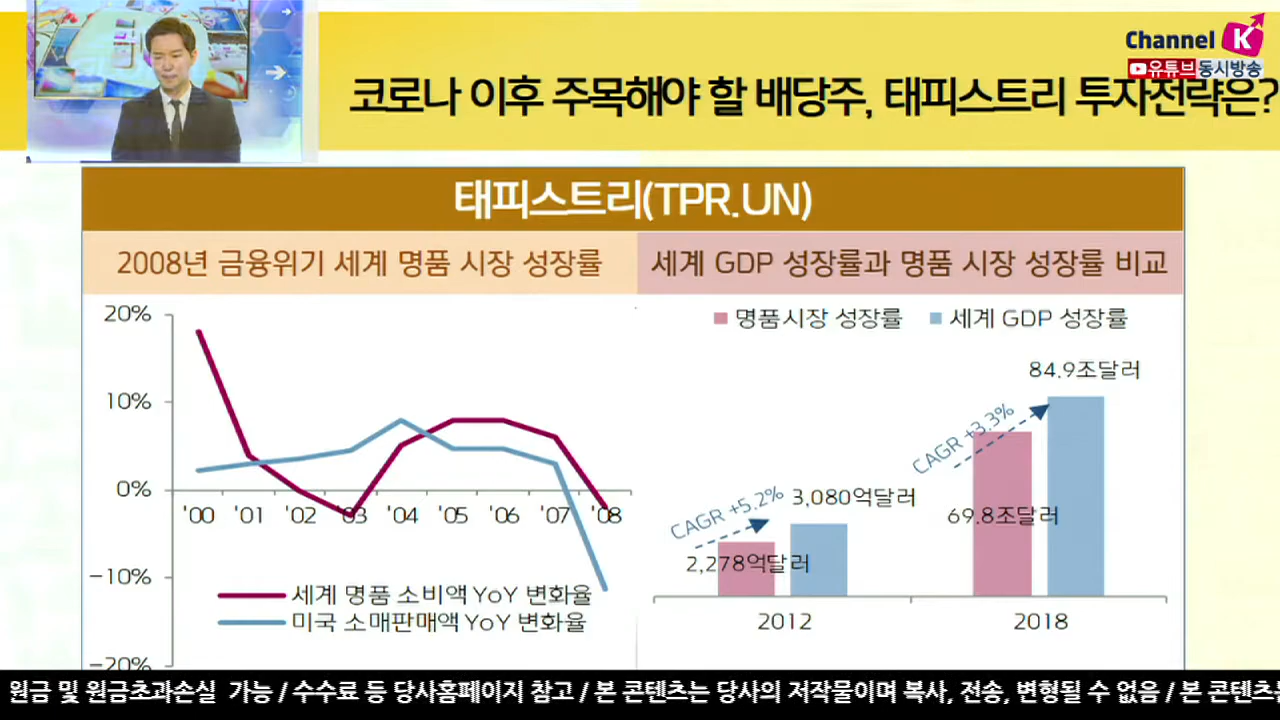 Channel K
유튜브동시방송
코로나 이후 주목해야 할 배당주, 태피스트리 투자전략은?
태피스트리(TPR.UN)
2008년 금융위기 세계 명품 시장 성장률
세계 GDP 성장률과 명품 시장 성장률 비교
20%
10%
0%
-10%
-20%
'00 '01 '02 '03 '04 '05 '06 '07 '08
세계 명품 소비액 YoY 변화율
미국 소매판매액 YoY 변화율
명품시장 성장률 세계 GDP 성장률
84.9조달러
CAGR +3.3%
69.8조달러
3,080억달러
CAGR +5.2%
2,278억달러
2012 2018
원금 및 원금초과손실 가능 / 수수료 등 당사홈페이지 참고 / 본 콘텐츠는 당사의 저작물이며 복사, 전송, 변형될 수 없음 / 본 콘텐츠